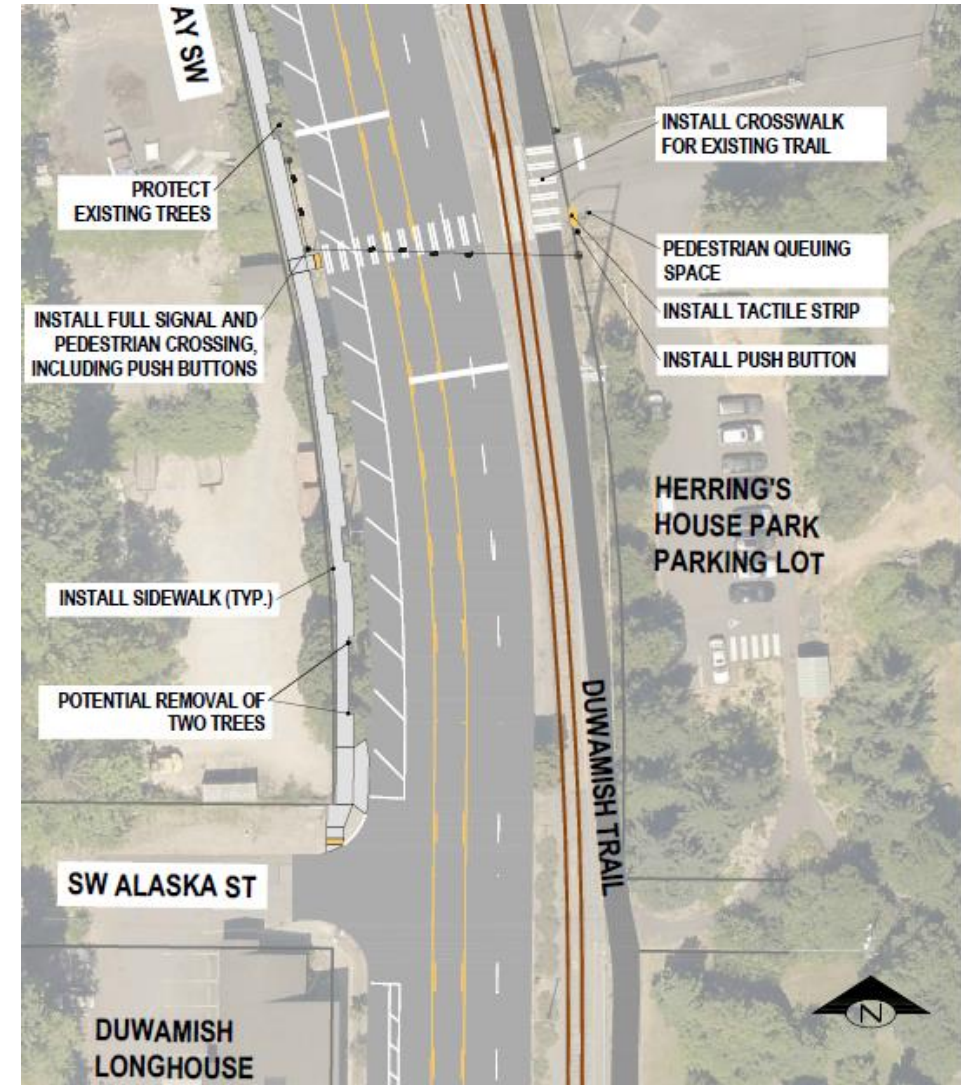 AY SW
INSTALL CROSSWALK
FOR EXISTING TRAIL
PROTECT
EXISTING TREES
PEDESTRIAN QUEUING
SPACE
INSTALL TACTILE STRIP
INSTALL PUSH BUTTON
INSTALL FULL SIGNAL AND
PEDESTRIAN CROSSING,
INCLUDING PUSH BUTTONS
HERRING'S
HOUSE PARK
PARKING LOT
INSTALL SIDEWALK (TYP.)
POTENTIAL REMOVAL OF
TWO TREES
DUWAMISH TRAIL
SW ALASKA ST
N
DUWAMISH
LONGHOUSE